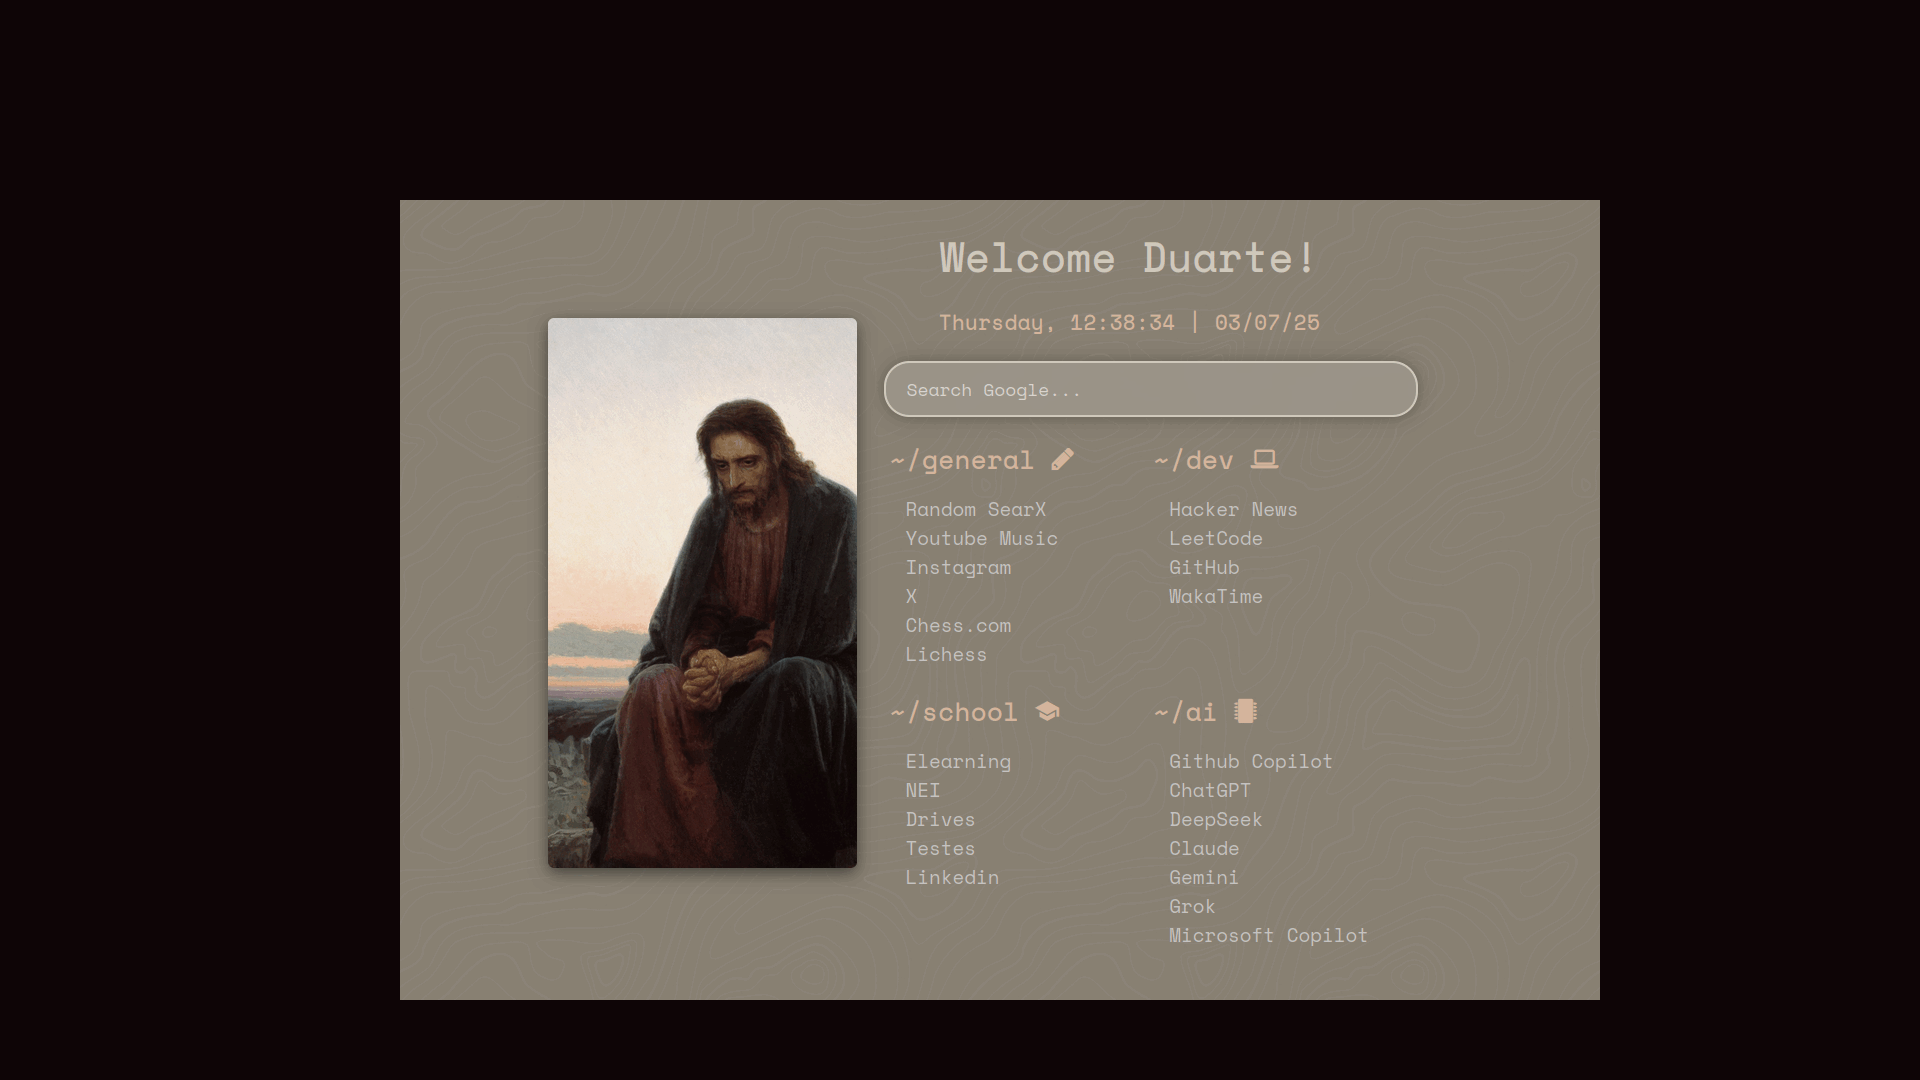 Welcome Duarte!
Thursday, 12:38:34 | 03/07/25
Search Google...
~/general
Random SearX
Youtube Music
Instagram
X
Chess.com
Lichess
~/dev
Hacker News
LeetCode
GitHub
WakaTime
~/school
Elearning
NEI
Drives
Testes
Linkedin
~/ai
Github Copilot
ChatGPT
DeepSeek
Claude
Gemini
Grok
Microsoft Copilot